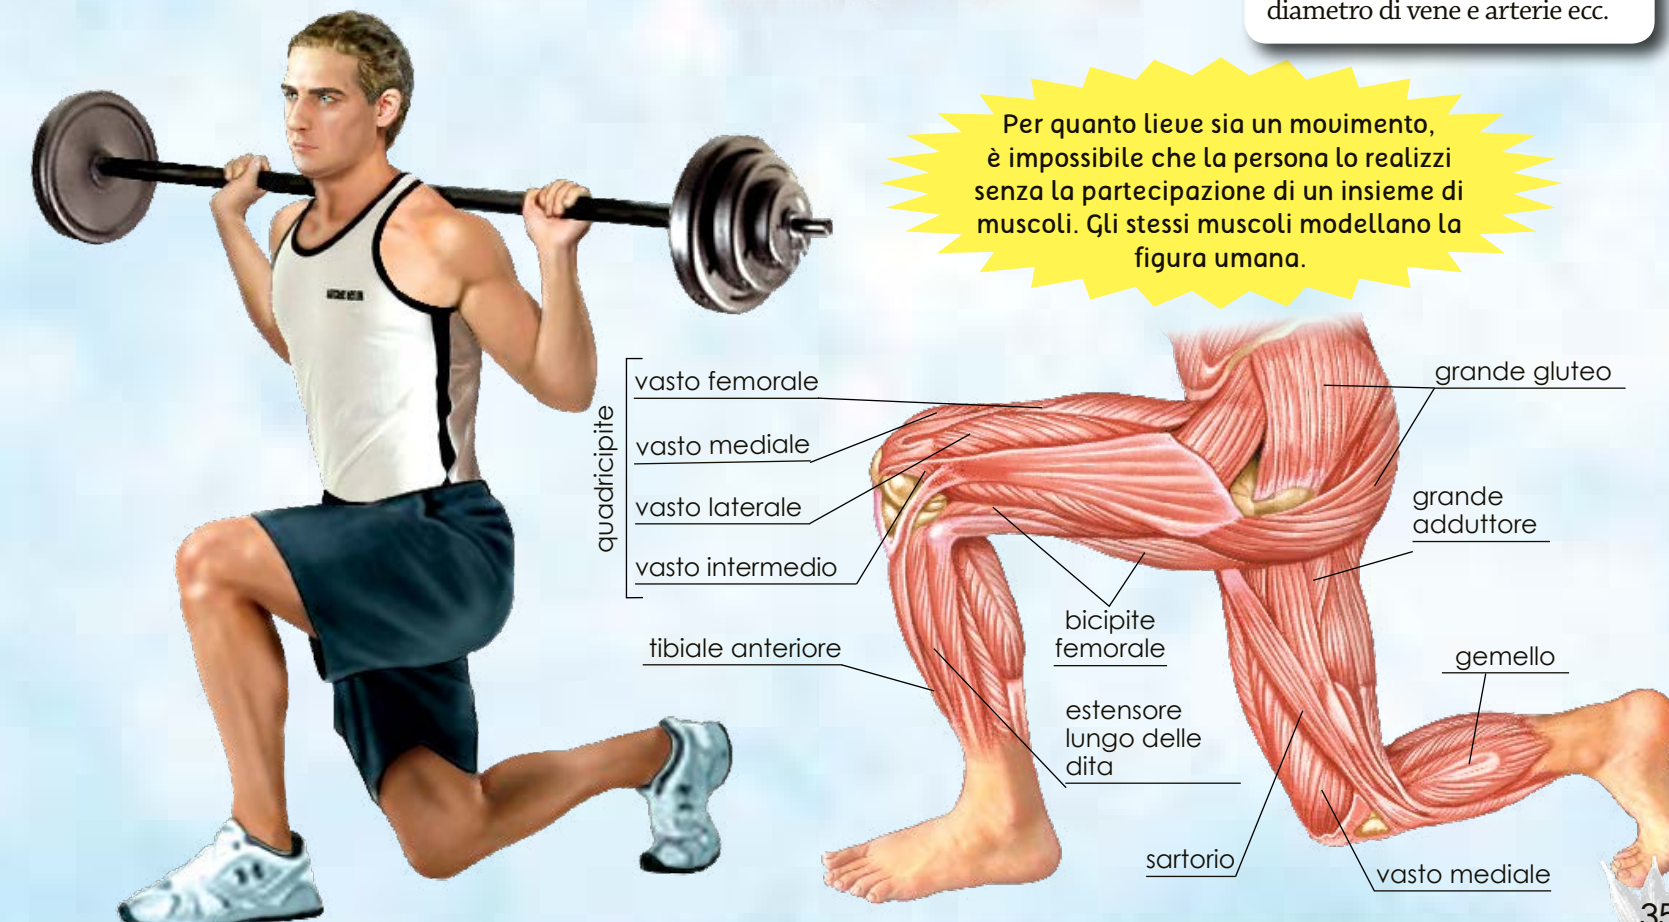 diametro di vene e arterie ecc.
Per quanto lieve sia un movimento,
è impossibile che la persona lo realizzi
senza la partecipazione di un insieme di
muscoli. Gli stessi muscoli modellano la
figura umana.
quadricipite
vasto femorale
vasto mediale
vasto laterale
vasto intermedio
tibiale anteriore
bicipite
femorale
estensore
lungo delle
dita
grande gluteo
grande
adduttore
gemello
sartorio
vasto mediale
35